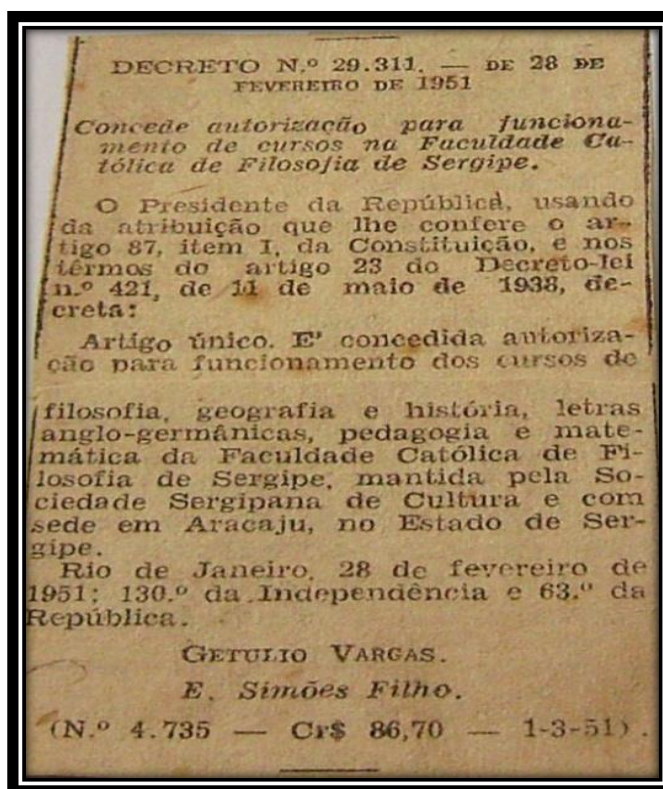 DECRETO N.º 29.311, — DE 28 DE
FEVEREIRO DE 1951
Concede autorização para funciona-
mento de cursos na Faculdade Ca-
tólica de Filosofia de Sergipe.
O Presidente da República, usando
da atribuição que lhe confere o ar-
tigo 87, item I, da Constituição, e nos
têrmos do artigo 23 do Decreto-lei
n.º 421, de 11 de maio de 1938, de-
creta:
Artigo único. E' concedida autoriza-
ção para funcionamento dos cursos de
filosofia, geografia e história, letras
anglo-germânicas, pedagogia e mate-
mática da Faculdade Católica de Fi-
losofia de Sergipe, mantida pela So-
ciedade Sergipana de Cultura e com
sede em Aracaju, no Estado de Ser-
gipe.
Rio de Janeiro, 28 de fevereiro de
1951; 130.º da Independência e 63.º da
República.
GETULIO VARGAS.
E. Simões Filho.
(N.º 4.735 — Cr$ 86,70 — 1-3-51).